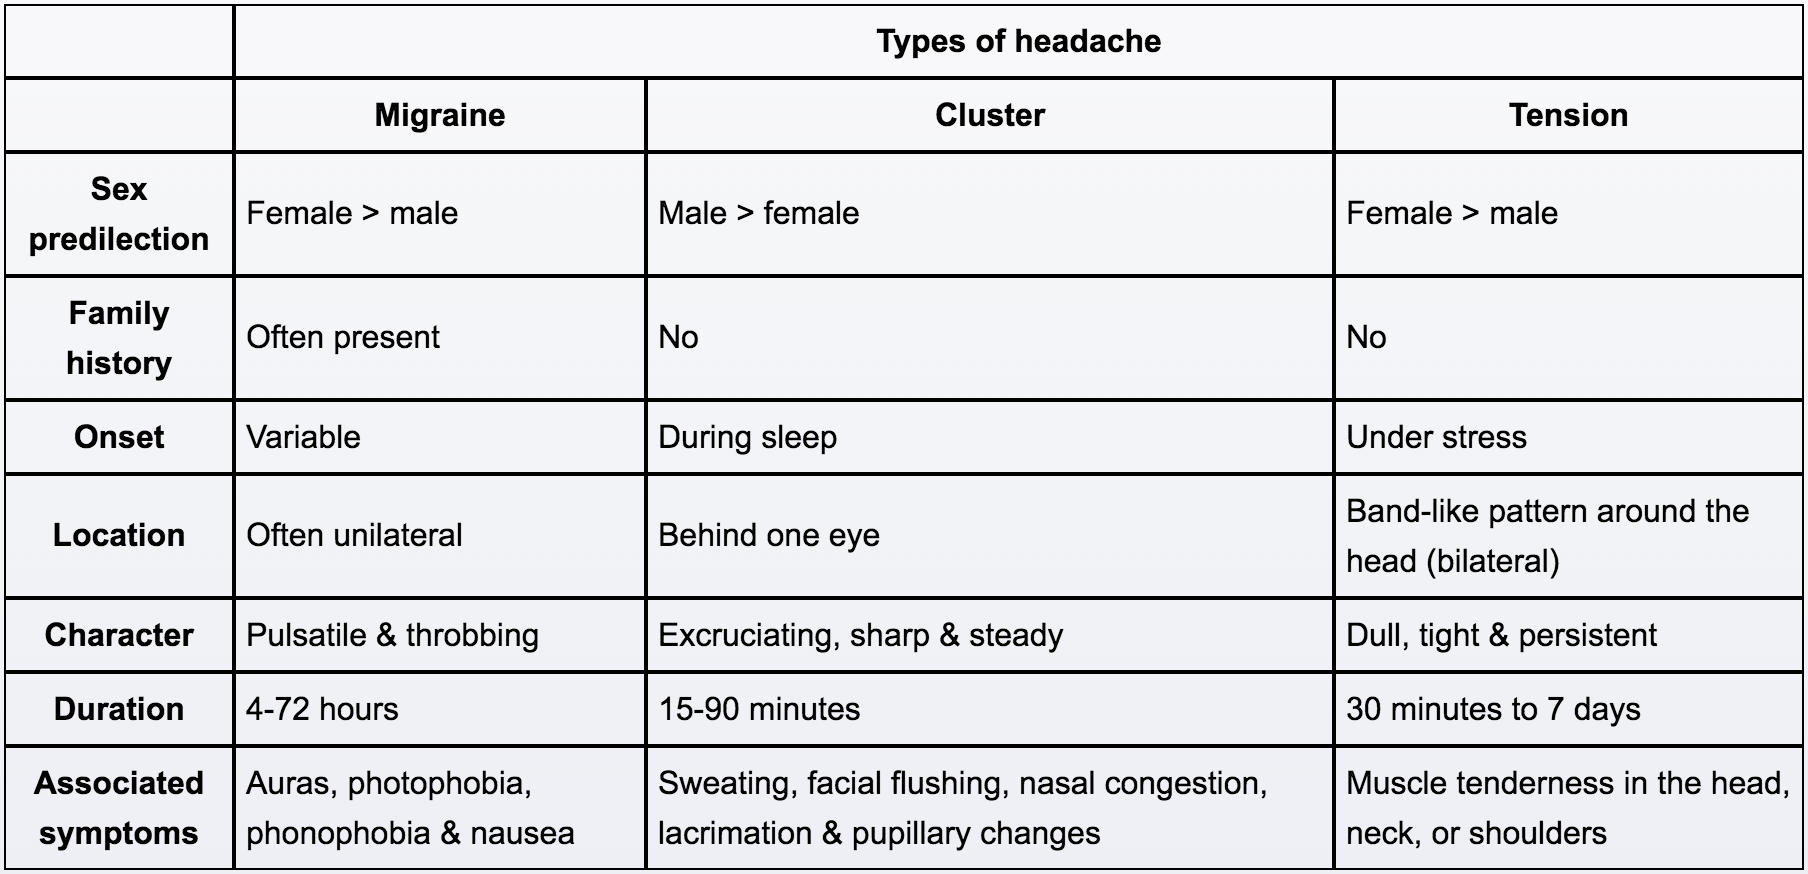 Types of headache
Migraine
Cluster
Tension
Sex
predilection
Female > male
Male > female
Female > male
Family
history
Often present
No
No
Onset
Variable
During sleep
Under stress
Location
Often unilateral
Behind one eye
Band-like pattern around the
head (bilateral)
Character
Pulsatile & throbbing
Excruciating, sharp & steady
Dull, tight & persistent
Duration
4-72 hours
15-90 minutes
30 minutes to 7 days
Associated
symptoms
Auras, photophobia,
phonophobia & nausea
Sweating, facial flushing, nasal congestion,
lacrimation & pupillary changes
Muscle tenderness in the head,
neck, or shoulders